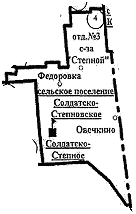 4
отд.№3
с-за
"Степной"
Федоровка
сельское поселение
Солдатско-
Степновское
Овечкино
Солдатско-
Степное